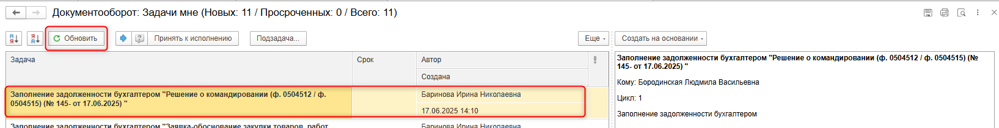 Документооборот: Задачи мне (Новых: 11 / Просроченных: 0 / Всего: 11)
Обновить
Принять к исполнению
Подзадача...
Еще
Создать на основании
Задача
Срок
Автор
Создана
Заполнение задолженности бухгалтером "Решение о командировании (ф. 0504512 / ф.
0504515) (№ 145- от 17.06.2025) "
Баринова Ирина Николаевна
17.06.2025 14:10
Заполнение задолженности бухгалтером "Заявка-обоснование закупки товаров, работ,
Баринова Ирина Николаевна
Заполнение задолженности бухгалтером "Решение о командировании (ф. 0504512 / ф. 0504515) (№
145- от 17.06.2025) "
Кому: Бородинская Людмила Васильевна
Цикл: 1
Заполнение задолженности бухгалтером